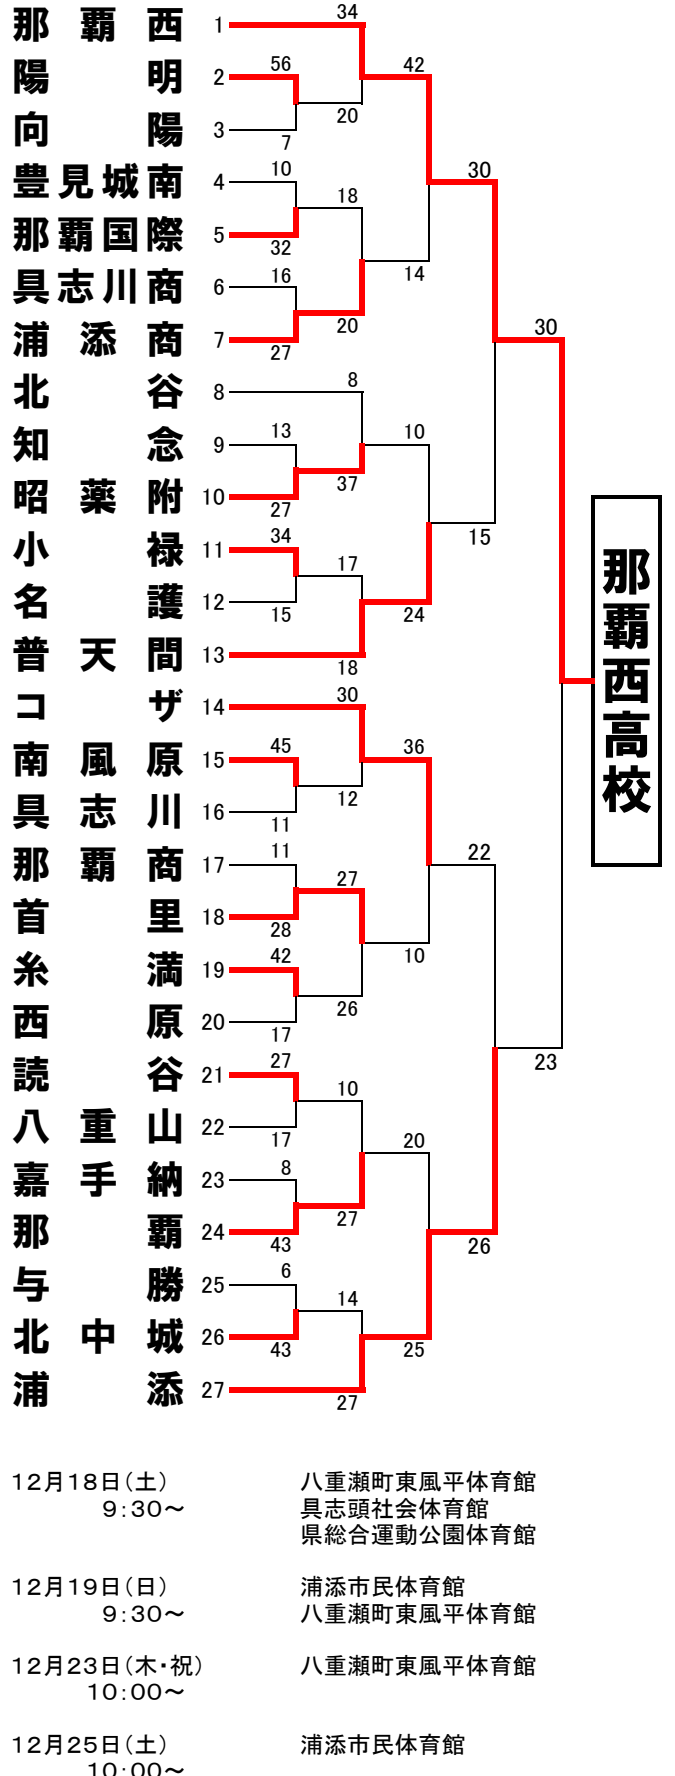 那覇西 1
陽明 2
向陽 3
豊見城南 4
那覇国際 5
具志川商 6
浦添商 7
北谷 8
知念 9
昭薬附 10
小禄 11
名護 12
普天間 13
コザ 14
南風原 15
具志川 16
那覇商 17
首里 18
糸満 19
西原 20
読谷 21
八重山 22
嘉手納 23
那覇 24
与勝 25
北中城 26
浦添 27
56
7
10
32
16
27
13
27
34
15
45
11
11
28
42
17
27
17
8
43
6
43
34
20
18
20
8
37
17
18
30
12
27
26
10
27
14
27
42
14
10
24
36
10
20
25
30
15
22
26
30
23
那覇西高校
12月18日(土) 八重瀬町東風平体育館
9:30～ 具志頭社会体育館
県総合運動公園体育館
12月19日(日) 浦添市民体育館
9:30～ 八重瀬町東風平体育館
12月23日(木・祝) 八重瀬町東風平体育館
10:00～
12月25日(土) 浦添市民体育館
10:00～